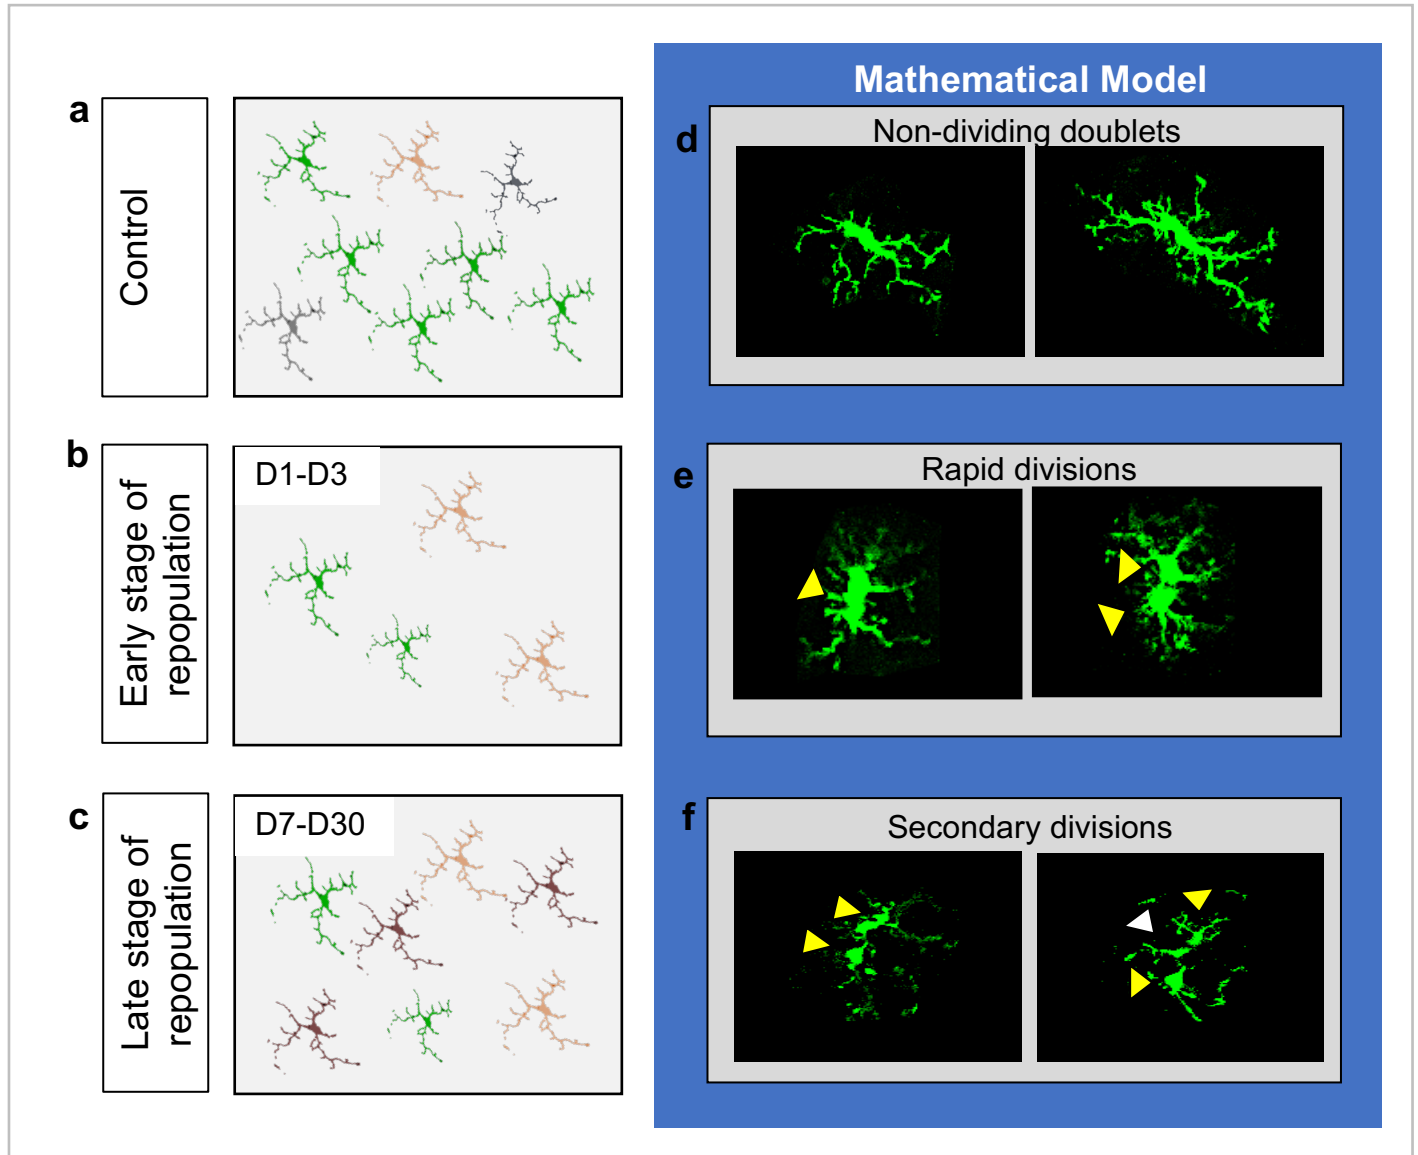 Mathematical Model
a
Control
d
Non-dividing doublets
b
Early stage of
repopulation
D1-D3
e
Rapid divisions
c
Late stage of
repopulation
D7-D30
f
Secondary divisions